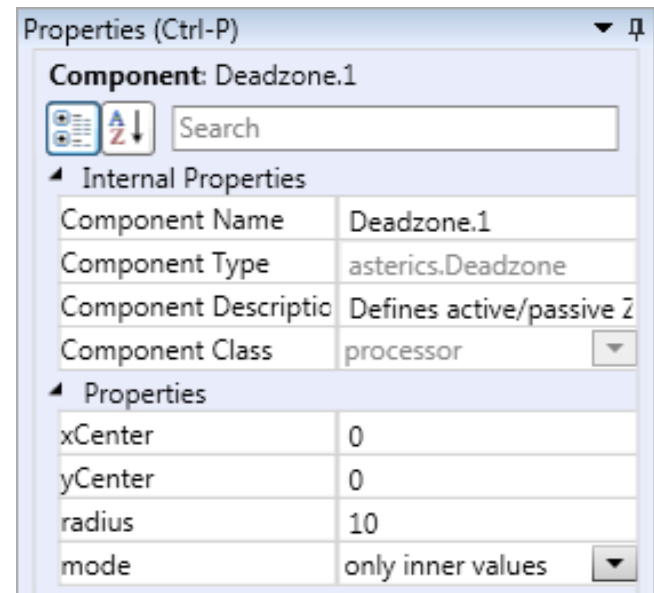 Properties (Ctrl-P)
Component: Deadzone.1
A Z Search
Internal Properties
Component Name Deadzone.1
Component Type asterics.Deadzone
Component Descriptio Defines active/passive Z
Component Class processor
Properties
xCenter 0
yCenter 0
radius 10
mode only inner values